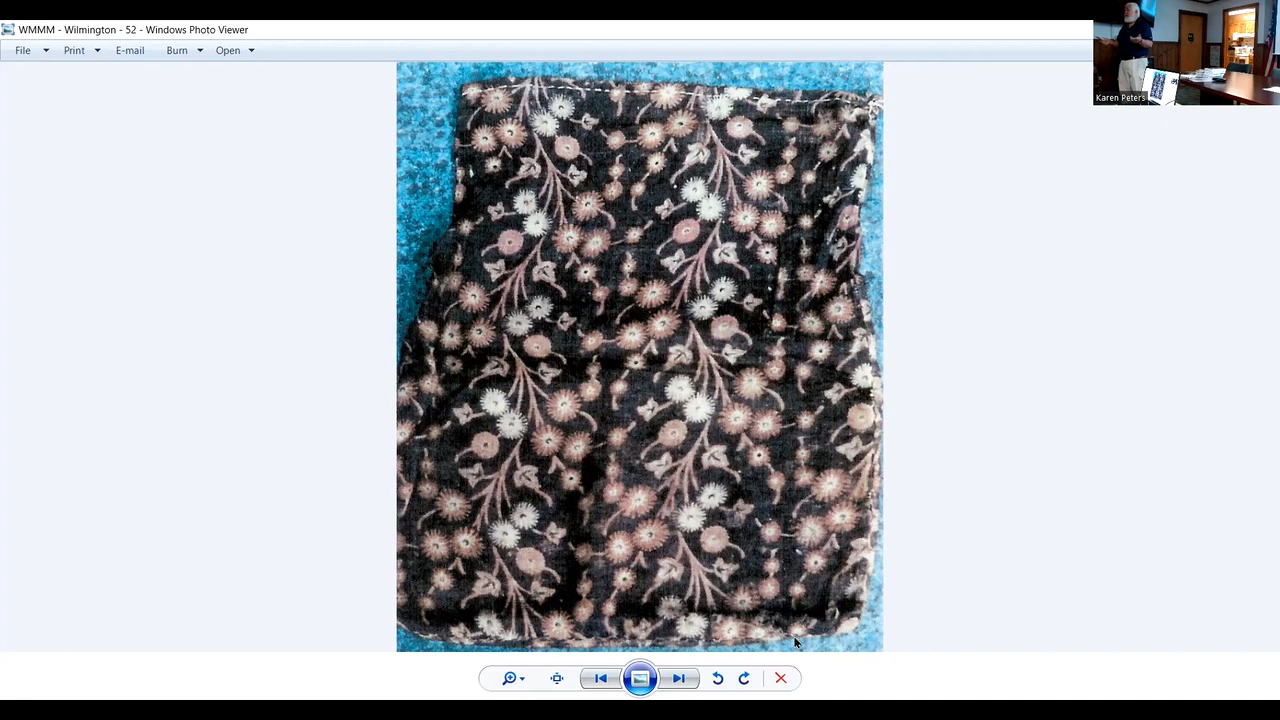 WMMM - Wilmington - 52 - Windows Photo Viewer
File Print E-mail Burn Open
Karen Peters